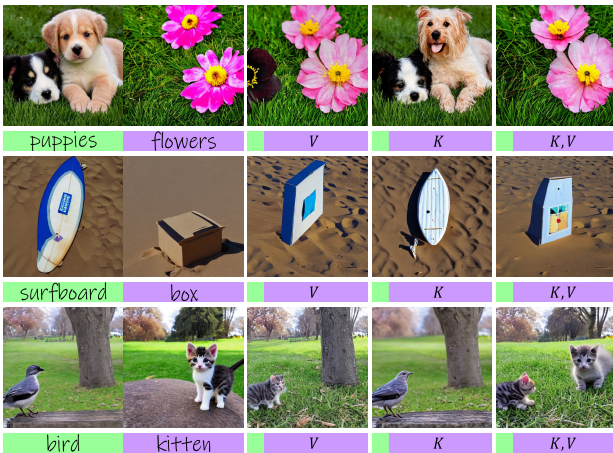 puppies flowers V K K,V
surfboard box V K K,V
bird kitten V K K,V